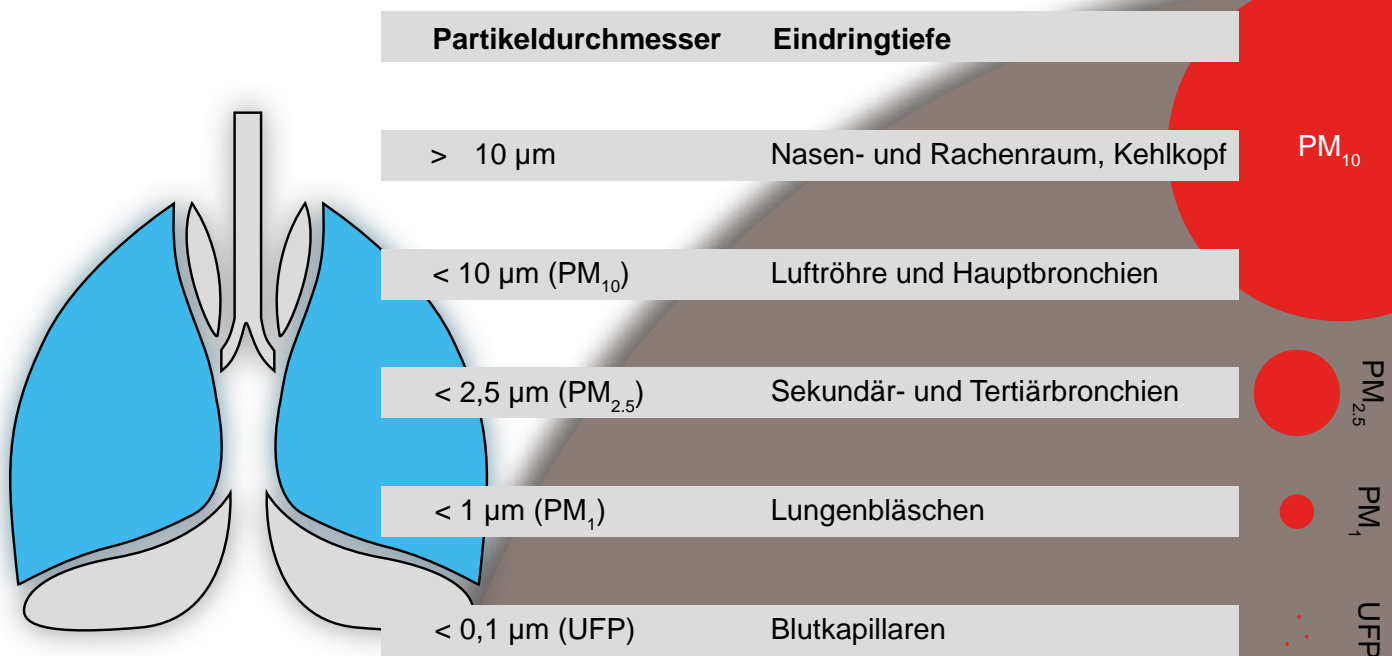 Partikeldurchmesser Eindringtiefe
> 10 µm Nasen- und Rachenraum, Kehlkopf PM₁₀
< 10 µm (PM₁₀) Luftröhre und Hauptbronchien
< 2,5 µm (PM₂.₅) Sekundär- und Tertiärbronchien PM₂.₅
< 1 µm (PM₁) Lungenbläschen PM₁
< 0,1 µm (UFP) Blutkapillaren UFP